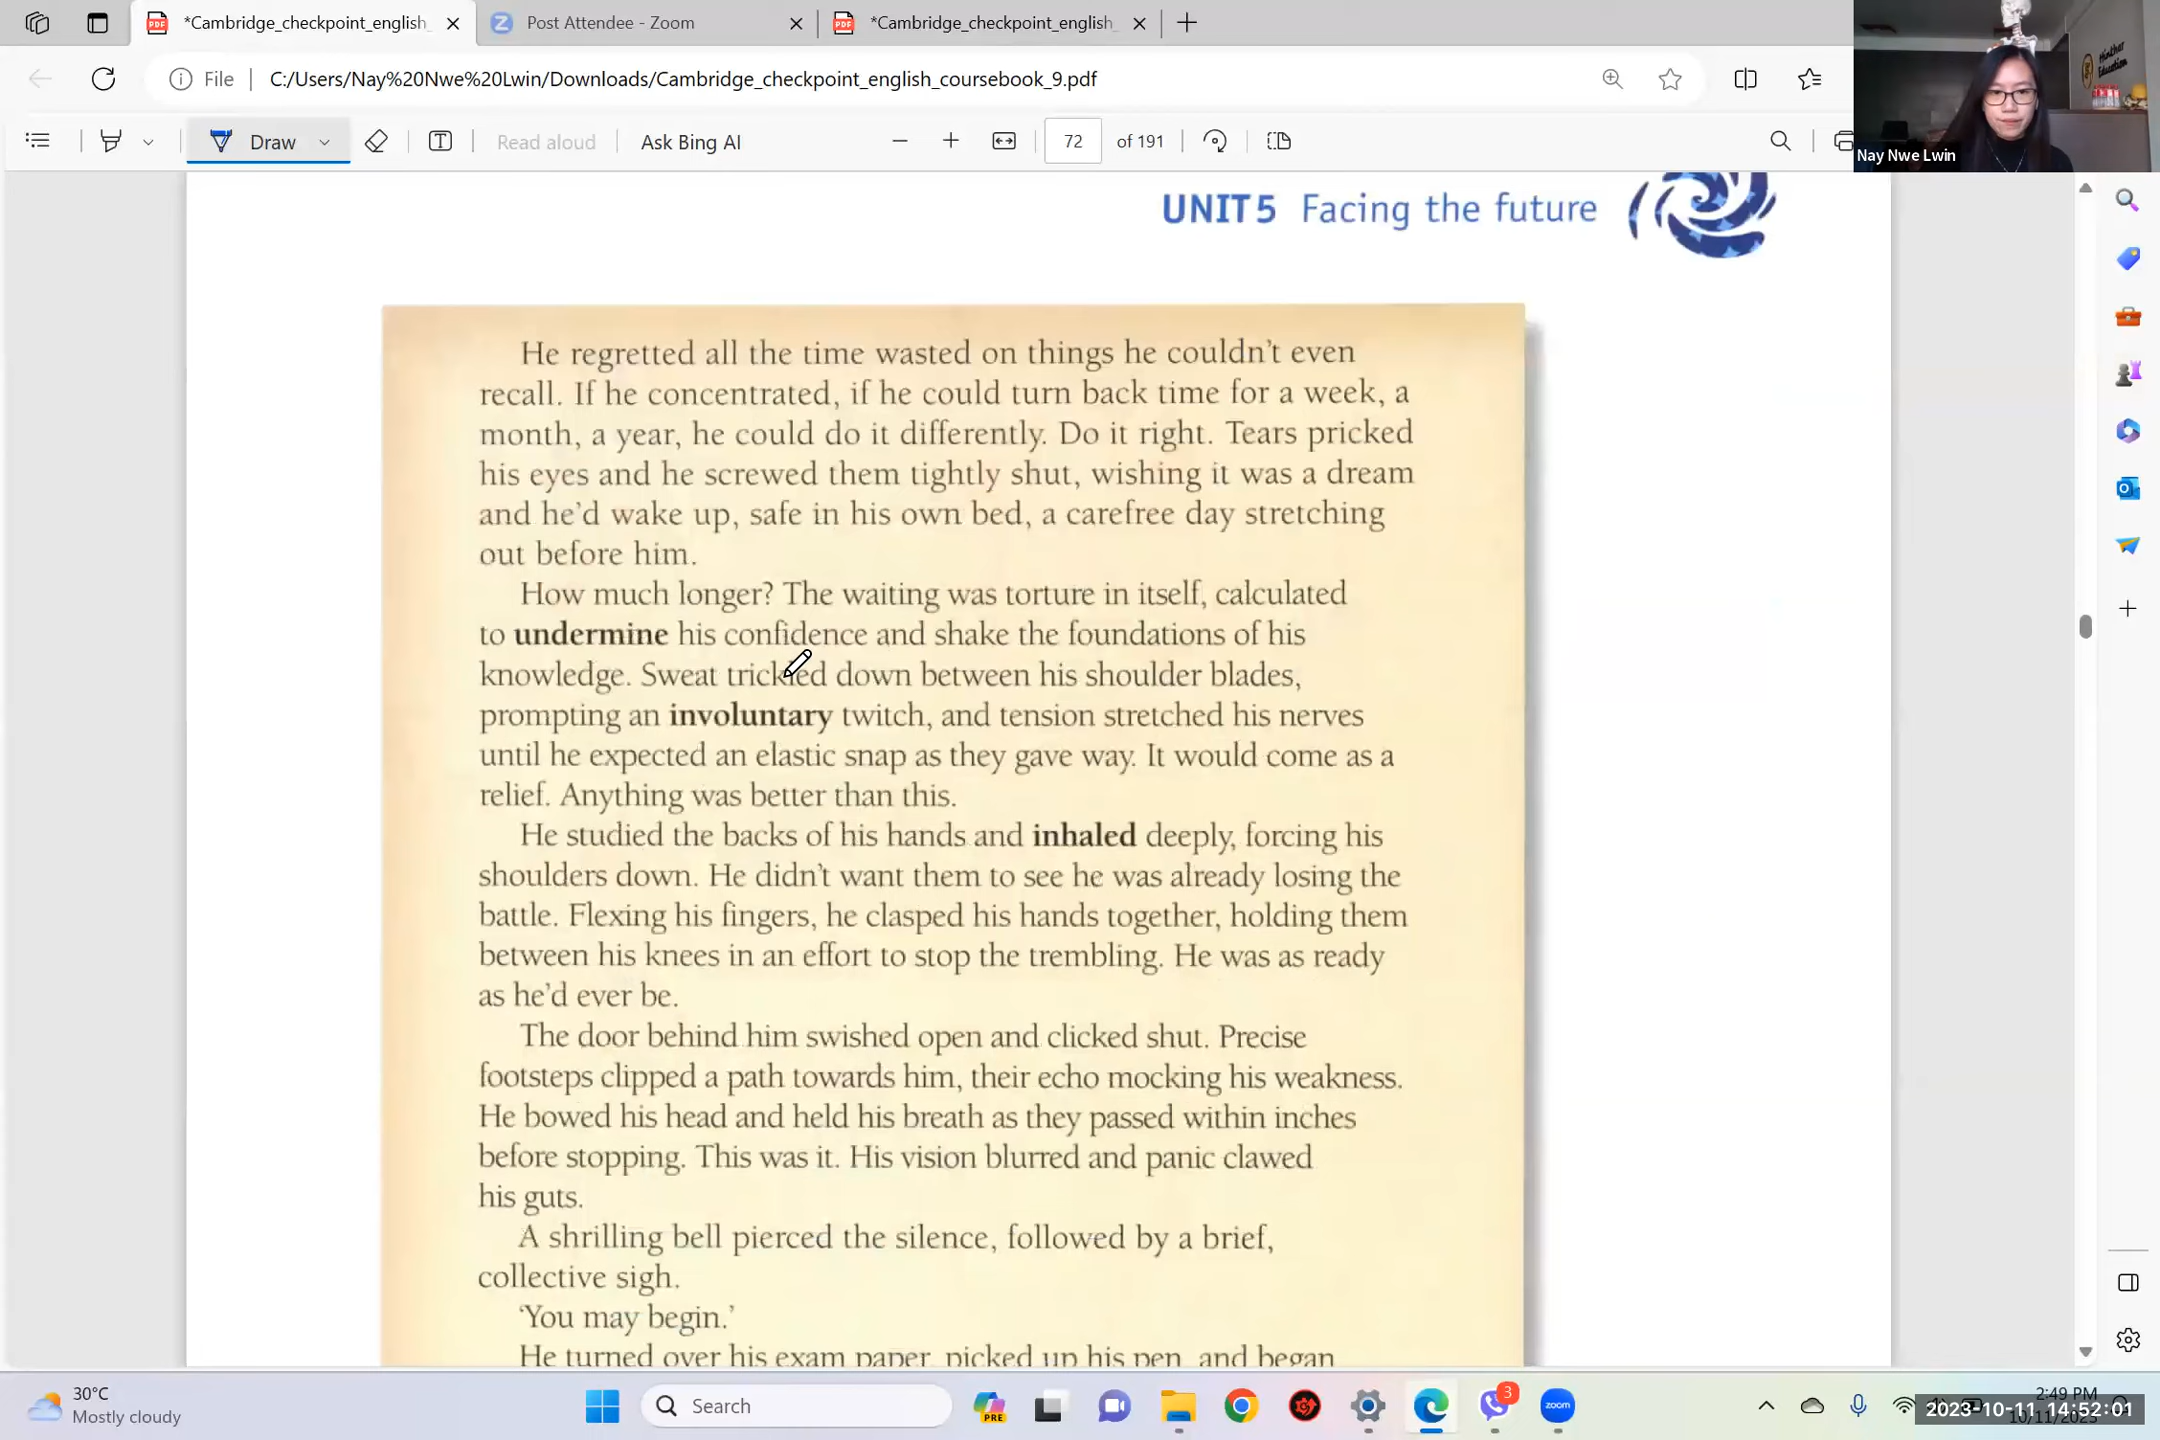 *Cambridge_checkpoint_english_
Post Attendee - Zoom
*Cambridge_checkpoint_english_
File
C:/Users/Nay%20Nwe%20Lwin/Downloads/Cambridge_checkpoint_english_coursebook_9.pdf
Draw
Read aloud
Ask Bing AI
72 of 191
thinkher
Education
Nay Nwe Lwin
UNIT 5 Facing the future
He regretted all the time wasted on things he couldn't even
recall. If he concentrated, if he could turn back time for a week, a
month, a year, he could do it differently. Do it right. Tears pricked
his eyes and he screwed them tightly shut, wishing it was a dream
and he'd wake up, safe in his own bed, a carefree day stretching
out before him.
How much longer? The waiting was torture in itself, calculated
to undermine his confidence and shake the foundations of his
knowledge. Sweat trickled down between his shoulder blades,
prompting an involuntary twitch, and tension stretched his nerves
until he expected an elastic snap as they gave way. It would come as a
relief. Anything was better than this.
He studied the backs of his hands and inhaled deeply, forcing his
shoulders down. He didn't want them to see he was already losing the
battle. Flexing his fingers, he clasped his hands together, holding them
between his knees in an effort to stop the trembling. He was as ready
as he'd ever be.
The door behind him swished open and clicked shut. Precise
footsteps clipped a path towards him, their echo mocking his weakness.
He bowed his head and held his breath as they passed within inches
before stopping. This was it. His vision blurred and panic clawed
his guts.
A shrilling bell pierced the silence, followed by a brief,
collective sigh.
'You may begin.'
He turned over his exam paper, picked up his pen, and began
30°C
Mostly cloudy
Search
PRE
3
zoom
2:49 PM
10/11/2023
2023-10-11 14:52:01